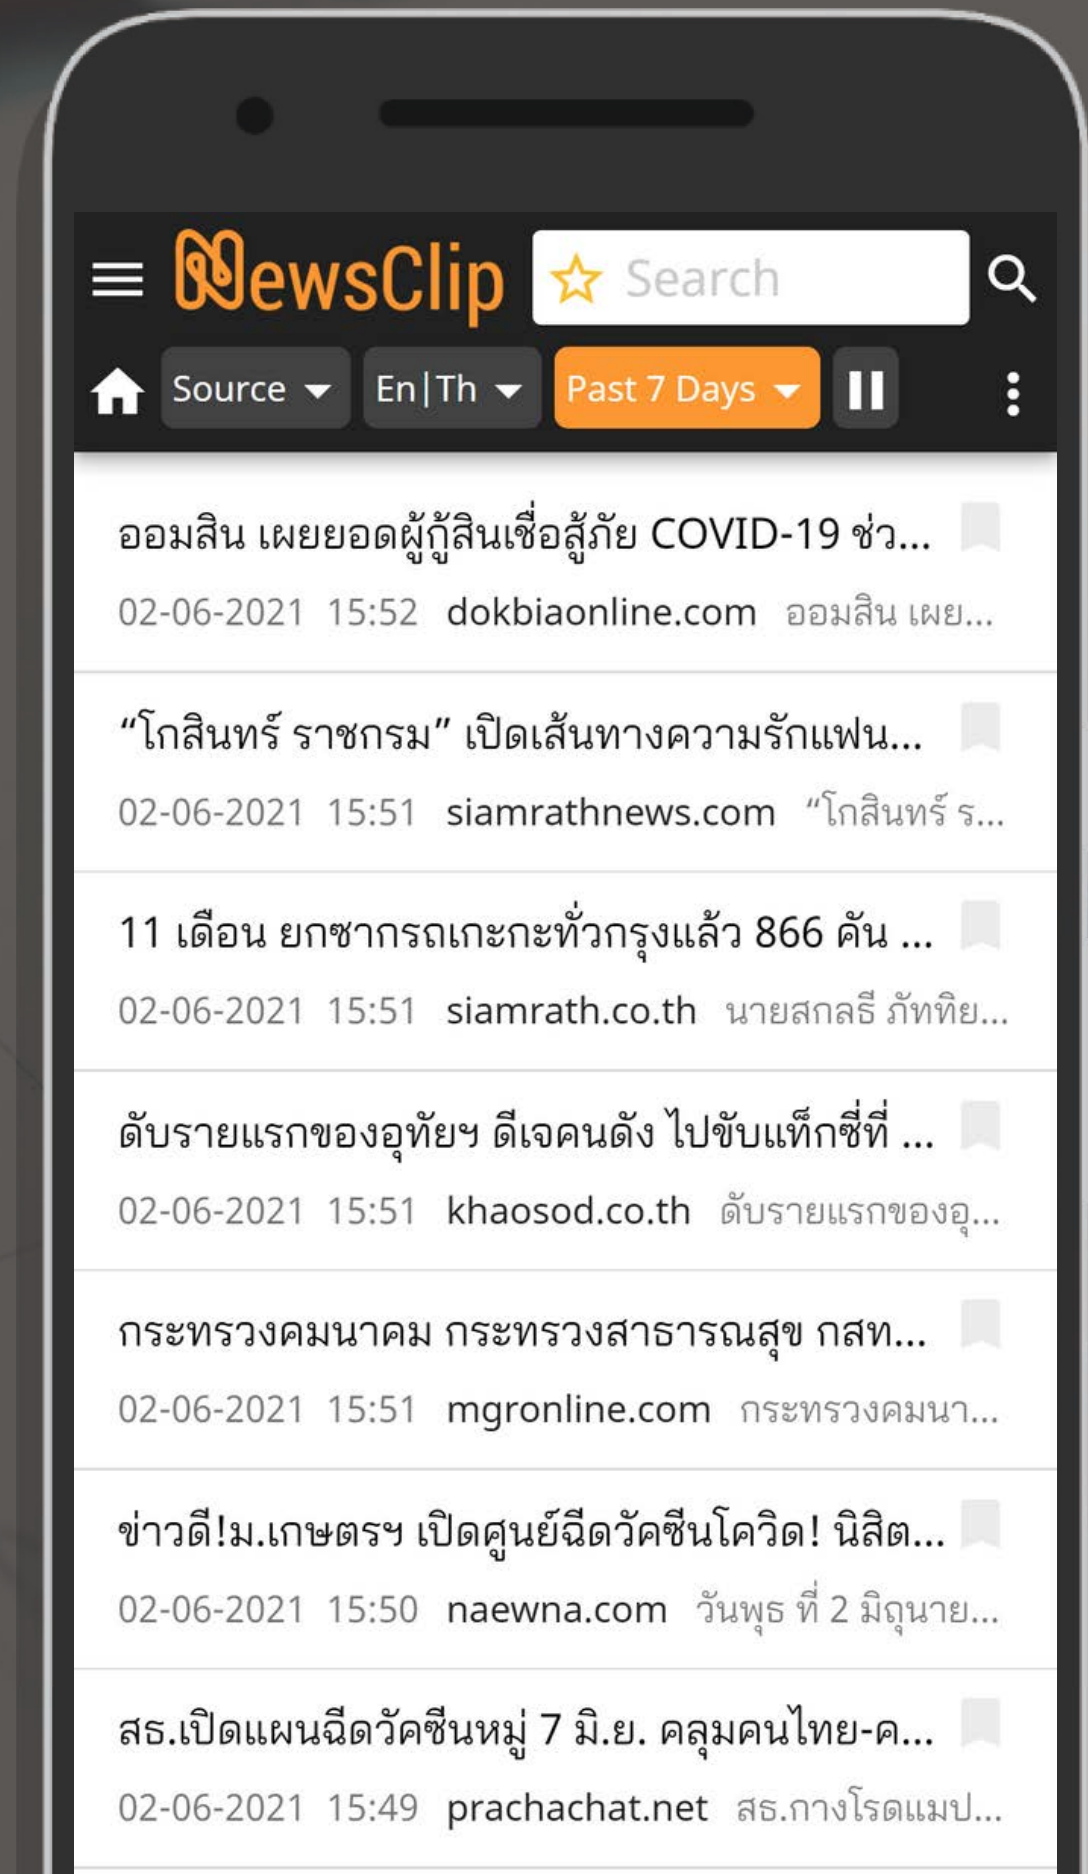 NewsClip Search
Source En|Th Past 7 Days
ออมสิน เผยยอดผู้กู้สินเชื่อสู้ภัย COVID-19 ช่ว...
02-06-2021 15:52 dokbiaonline.com ออมสิน เผย...
“โกสินทร์ ราชกรม” เปิดเส้นทางความรักแฟน...
02-06-2021 15:51 siamrathnews.com “โกสินทร์ ร...
11 เดือน ยกซากรถเกะกะทั่วกรุงแล้ว 866 คัน ...
02-06-2021 15:51 siamrath.co.th นายสกลธี ภัททิย...
ดับรายแรกของอุทัยฯ ดีเจคนดัง ไปขับแท็กซี่ที่ ...
02-06-2021 15:51 khaosod.co.th ดับรายแรกของอุ...
กระทรวงคมนาคม กระทรวงสาธารณสุข กสท...
02-06-2021 15:51 mgronline.com กระทรวงคมนา...
ข่าวดี!ม.เกษตรฯ เปิดศูนย์ฉีดวัคซีนโควิด! นิสิต...
02-06-2021 15:50 naewna.com วันพุธ ที่ 2 มิถุนาย...
สธ.เปิดแผนฉีดวัคซีนหมู่ 7 มิ.ย. คลุมคนไทย-ค...
02-06-2021 15:49 prachachat.net สธ.กางโรดแมป...